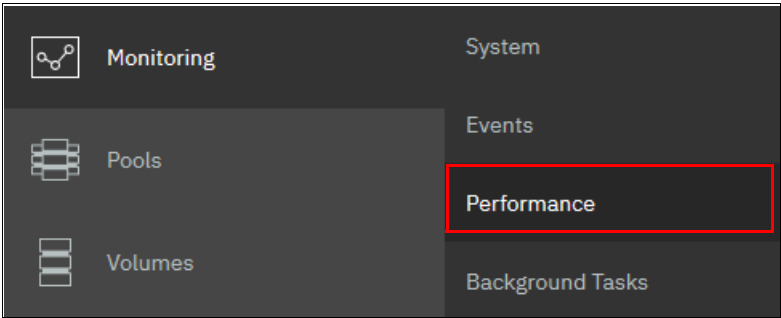 Monitoring
Pools
Volumes
System
Events
Performance
Background Tasks